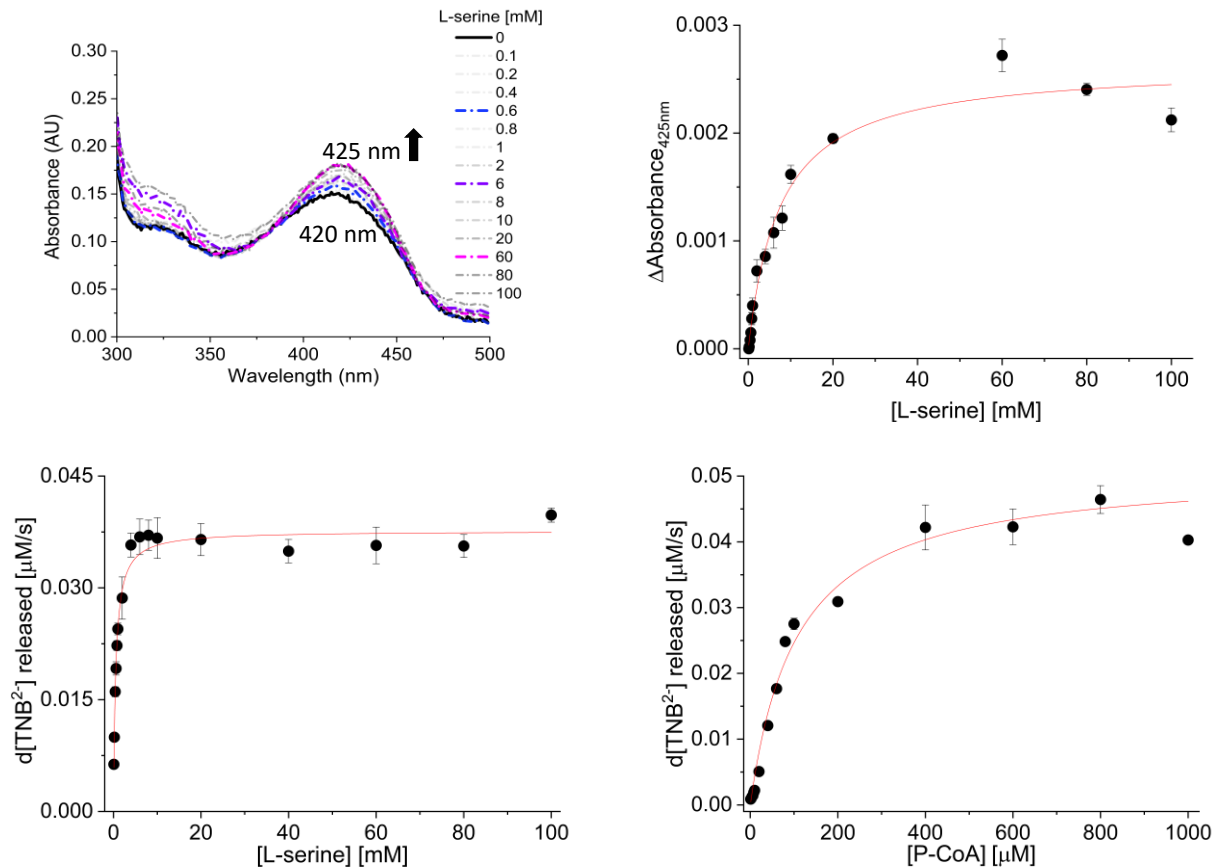 L-serine [mM]
0
0.1
0.2
0.4
0.6
0.8
1
2
6
8
10
20
60
80
100
0.30
0.25
0.20
0.15
0.10
0.05
0.00
Absorbance (AU)
425 nm
420 nm
300 350 400 450 500
Wavelength (nm)
0.003
0.002
0.001
0.000
ΔAbsorbance425nm
0 20 40 60 80 100
[L-serine] [mM]
0.045
0.030
0.015
0.000
d[TNB2-] released [μM/s]
0 20 40 60 80 100
[L-serine] [mM]
0.05
0.04
0.03
0.02
0.01
0.00
d[TNB2-] released [μM/s]
0 200 400 600 800 1000
[P-CoA] [μM]